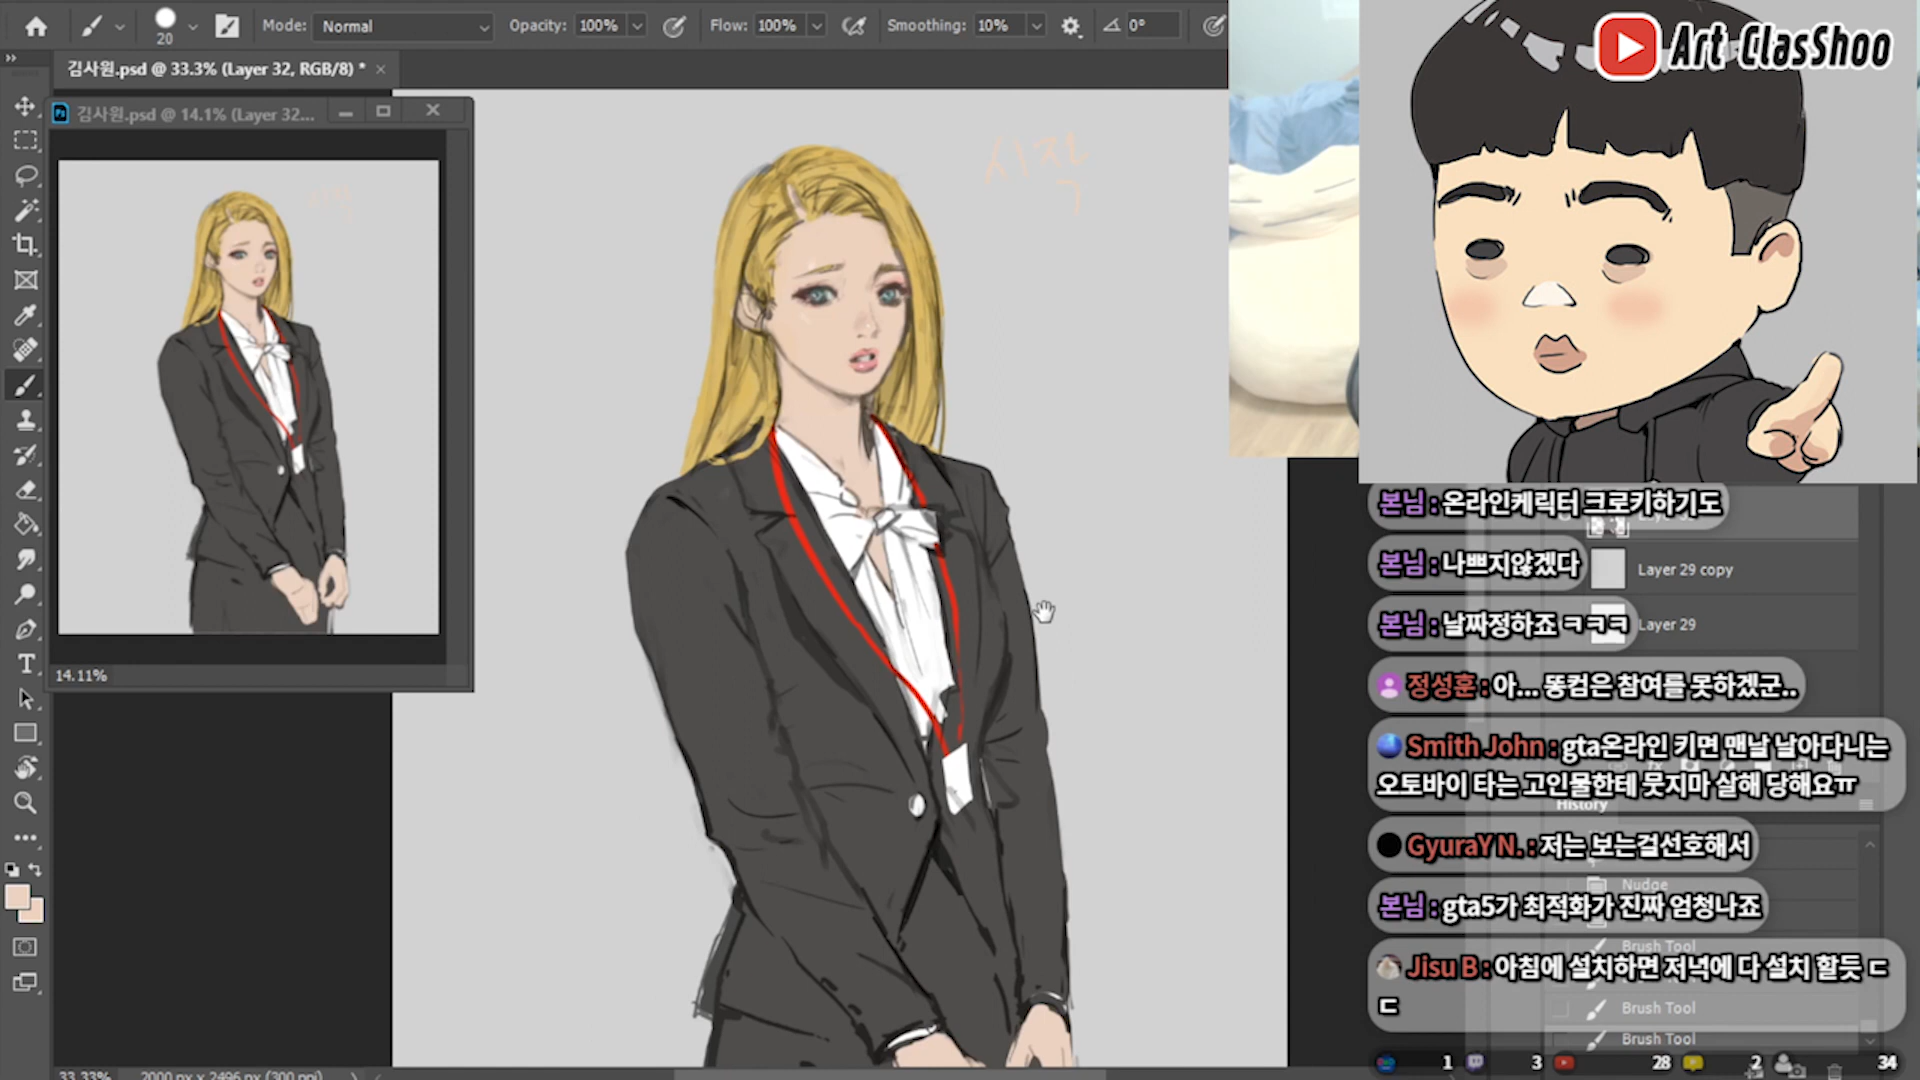 20
Mode: Normal
Opacity: 100%
Flow: 100%
Smoothing: 10%
0°
Art ClasShoo
김사원.psd @ 33.3% (Layer 32, RGB/8) *
김사원.psd @ 14.1% (Layer 32...
시작
14.11%
본님 : 온라인케릭터 크로키하기도
본님 : 나쁘지않겠다
Layer 29 copy
본님 : 날짜정하죠 ㅋㅋㅋ
Layer 29
정성훈 : 아... 똥컴은 참여를 못하겠군..
Smith John : gta온라인 키면 맨날 날아다니는
오토바이 타는 고인물한테 묻지마 살해 당해요ㅠ
History
GyuraY N. : 저는 보는걸선호해서
Nudge
본님 : gta5가 최적화가 진짜 엄청나죠
Brush Tool
Jisu B : 아침에 설치하면 저녁에 다 설치 할듯 ㄷ
ㄷ
Brush Tool
Brush Tool
1
3
28
2
34
33.33%
2000 px x 2496 px (300 ppi)